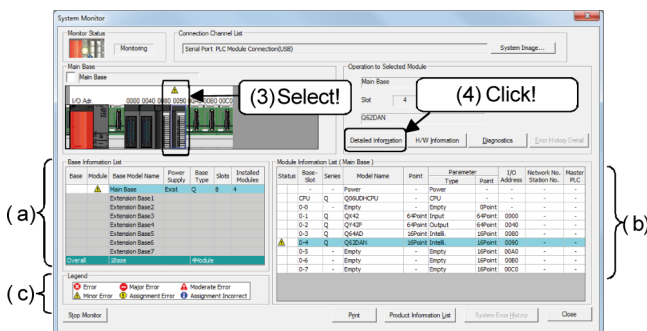 System Monitor
Monitor Status
Monitoring
Connection Channel List
Serial Port PLC Module Connection(USB)
System Image...
Main Base
Main Base
I/O Adr.
0000 0040 0080 0090 00A0 00B0 00C0
(3)Select!
Operation to Selected Module
Main Base
Slot 4
Q62DAN
(4) Click!
Detailed Information
H/W Information
Diagnostics
Error History Detail
(a)
Base Information List
Base Module Base Model Name Power Supply Base Type Slots Installed Modules
Main Base Exist Q 8 4
Extension Base1
Extension Base2
Extension Base3
Extension Base4
Extension Base5
Extension Base6
Extension Base7
Overall 1Base 4Module
Module Information List ( Main Base )
Status Base-Slot Series Model Name Point Parameter Type Point I/O Address Network No. Station No. Master PLC
- - Power - Power - - - -
CPU Q Q06UDHCPU - CPU - - - -
0-0 - Empty - Empty 0Point - - -
0-1 Q QX42 64Point Input 64Point 0000 - -
0-2 Q QY42P 64Point Output 64Point 0040 - -
0-3 Q Q64AD 16Point Intelli. 16Point 0080 - -
0-4 Q Q62DAN 16Point Intelli. 16Point 0090 - -
0-5 - Empty - Empty 16Point 00A0 - -
0-6 - Empty - Empty 16Point 00B0 - -
0-7 - Empty - Empty 16Point 00C0 - -
(b)
(c)
Legend
Error Major Error Moderate Error
Minor Error Assignment Error Assignment Incorrect
Stop Monitor
Print
Product Information List
System Error History
Close